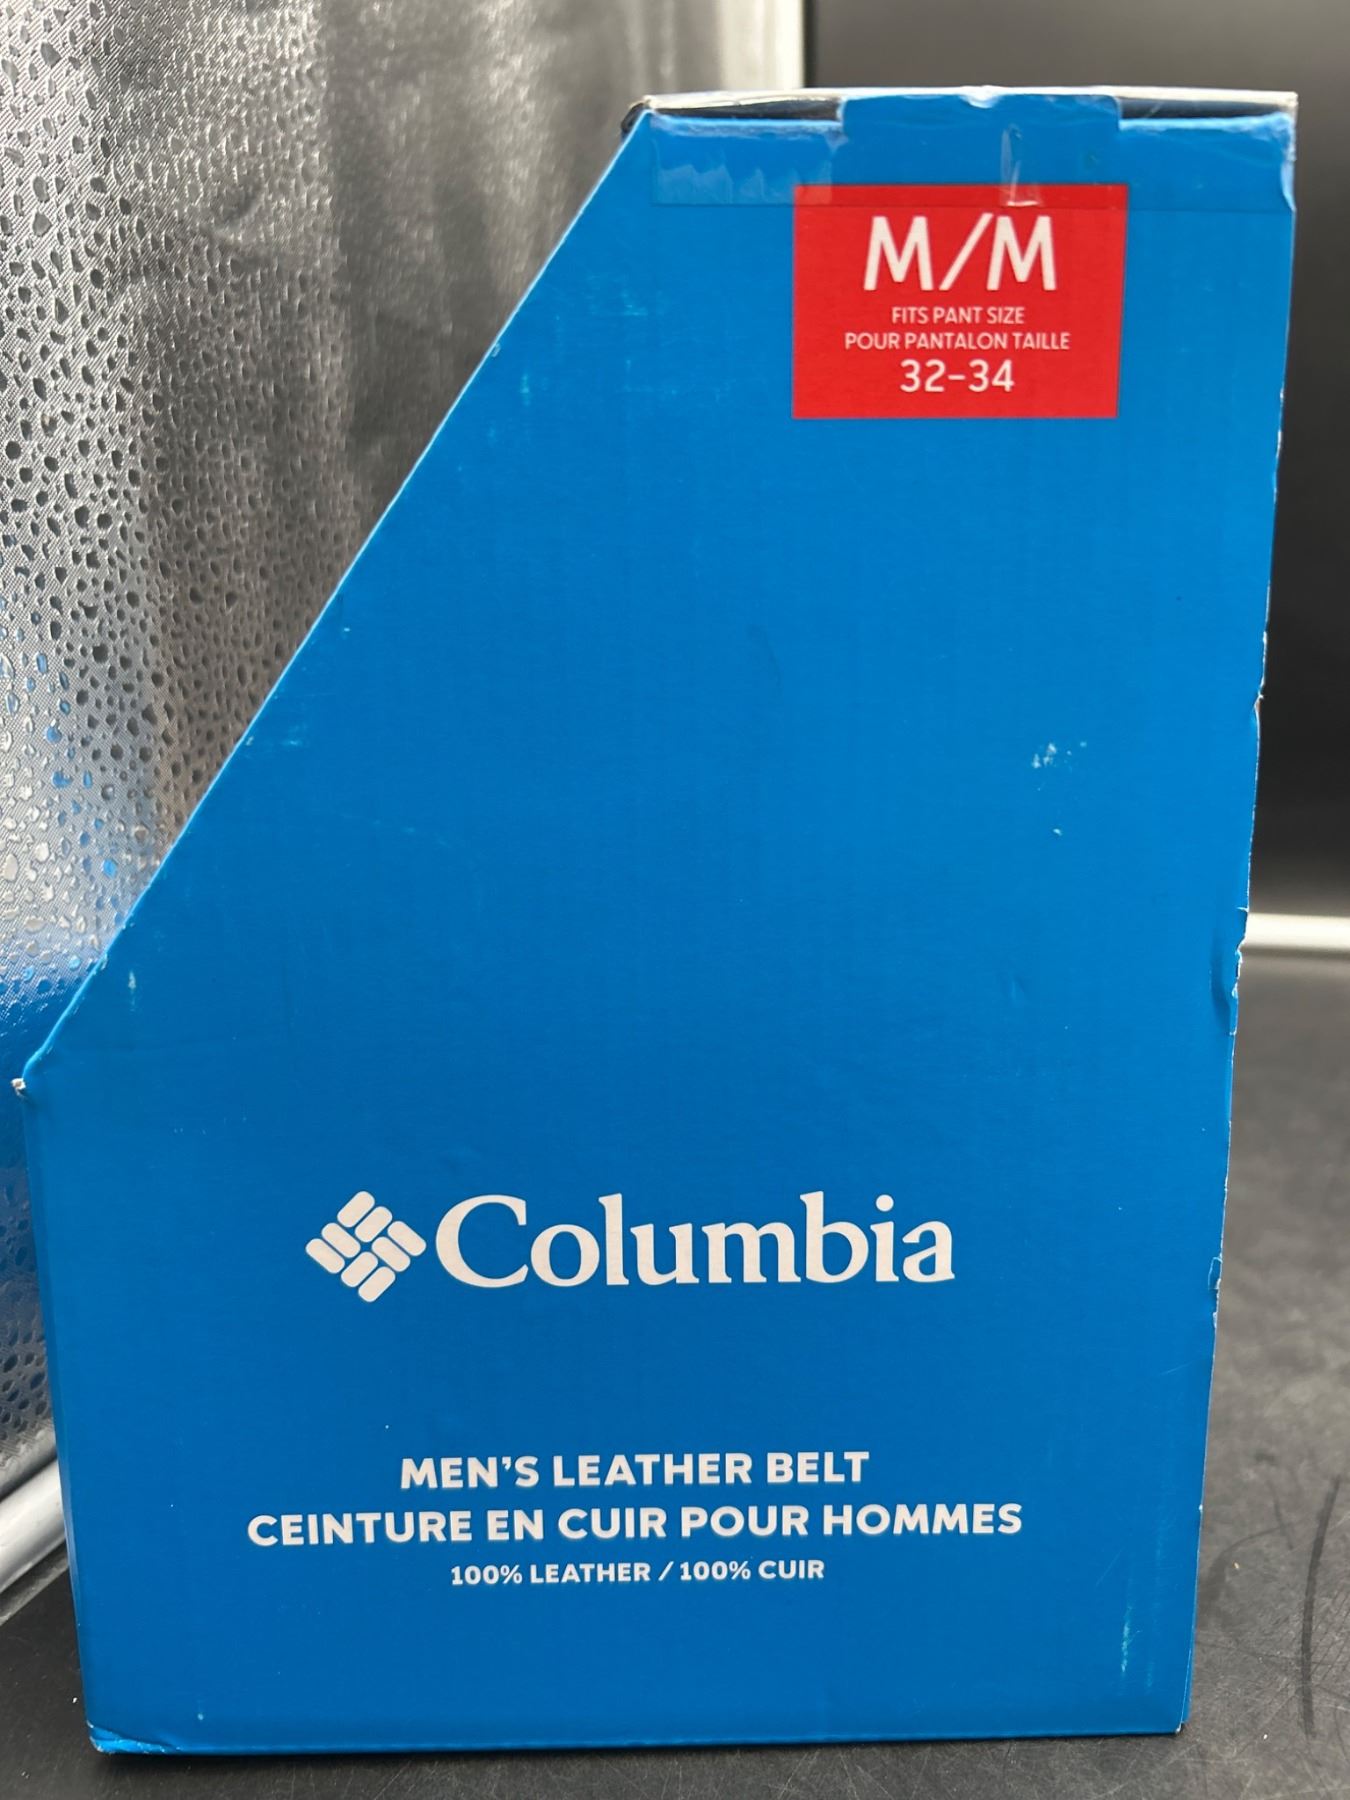 M/M
FITS PANT SIZE
POUR PANTALON TAILLE
32-34
Columbia
MEN'S LEATHER BELT
CEINTURE EN CUIR POUR HOMMES
100% LEATHER / 100% CUIR